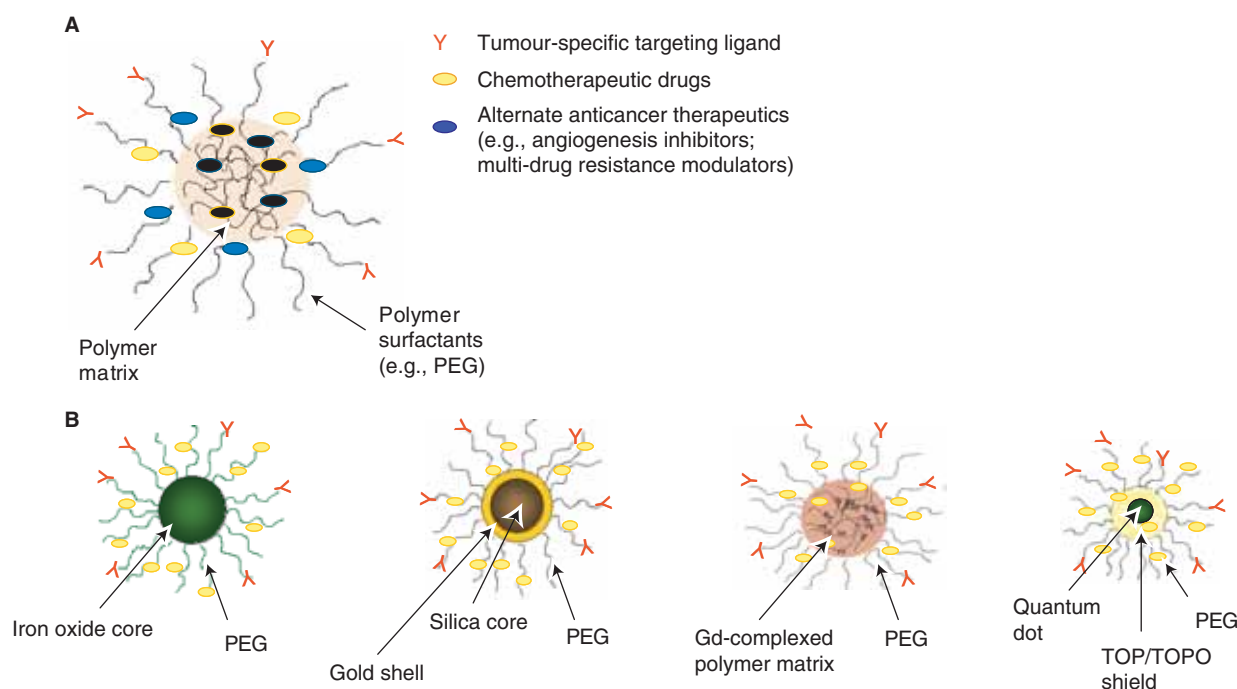 A
Tumour-specific targeting ligand
Chemotherapeutic drugs
Alternate anticancer therapeutics
(e.g., angiogenesis inhibitors;
multi-drug resistance modulators)
Polymer
matrix
Polymer
surfactants
(e.g., PEG)
B
Iron oxide core
PEG
Gold shell
Silica core
PEG
Gd-complexed
polymer matrix
PEG
Quantum
dot
TOP/TOPO
shield
PEG